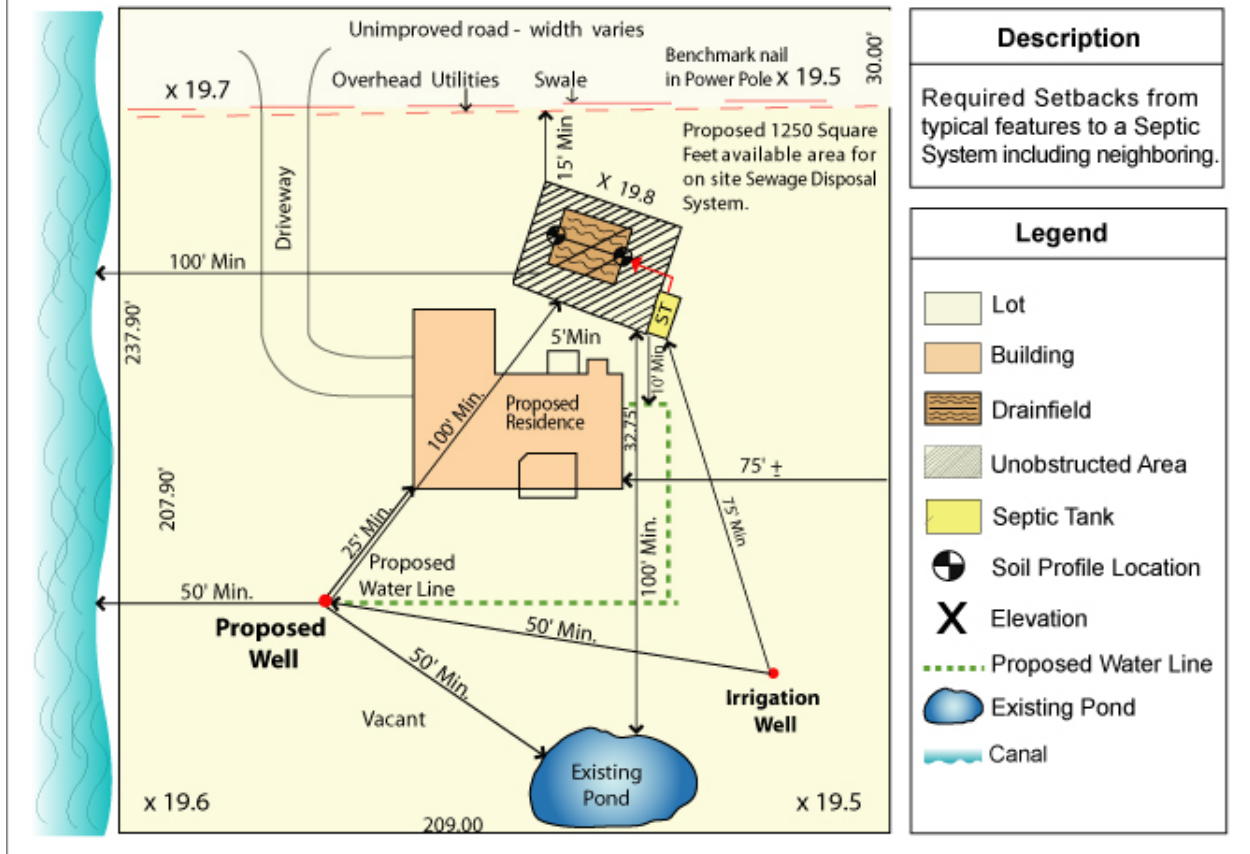 Unimproved road - width varies
30.00'
Benchmark nail
in Power Pole x 19.5
x 19.7
Overhead Utilities
Swale
Proposed 1250 Square
Feet available area for
on site Sewage Disposal
System.
15' Min
X 19.8
Driveway
100' Min
237.90'
ST
5'Min
10' Min
Proposed
Residence
100' Min.
32.75'
75' ±
207.90'
25' Min.
75' Min
Proposed
Water Line
100' Min.
50' Min.
Proposed
Well
50' Min.
50' Min.
Irrigation
Well
Vacant
Existing
Pond
x 19.6
x 19.5
209.00
Description
Required Setbacks from
typical features to a Septic
System including neighboring.
Legend
Lot
Building
Drainfield
Unobstructed Area
Septic Tank
Soil Profile Location
X Elevation
Proposed Water Line
Existing Pond
Canal